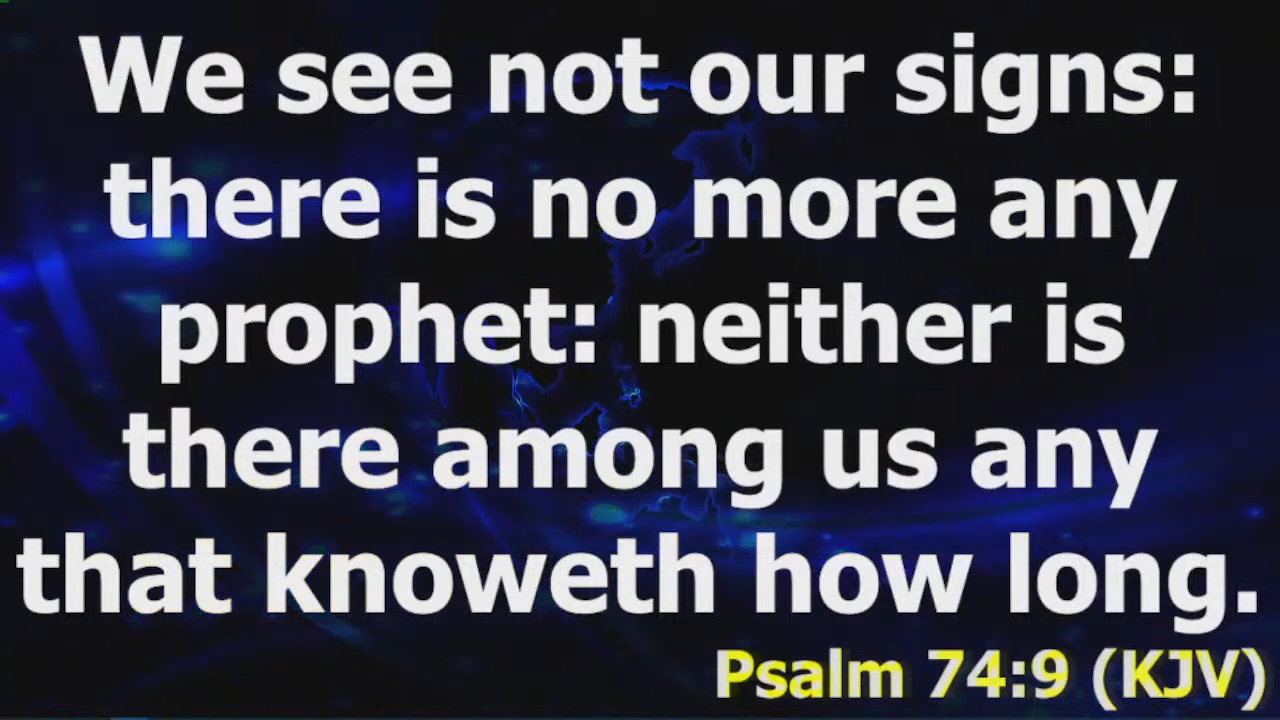 We see not our signs:
there is no more any
prophet: neither is
there among us any
that knoweth how long.
Psalm 74:9 (KJV)